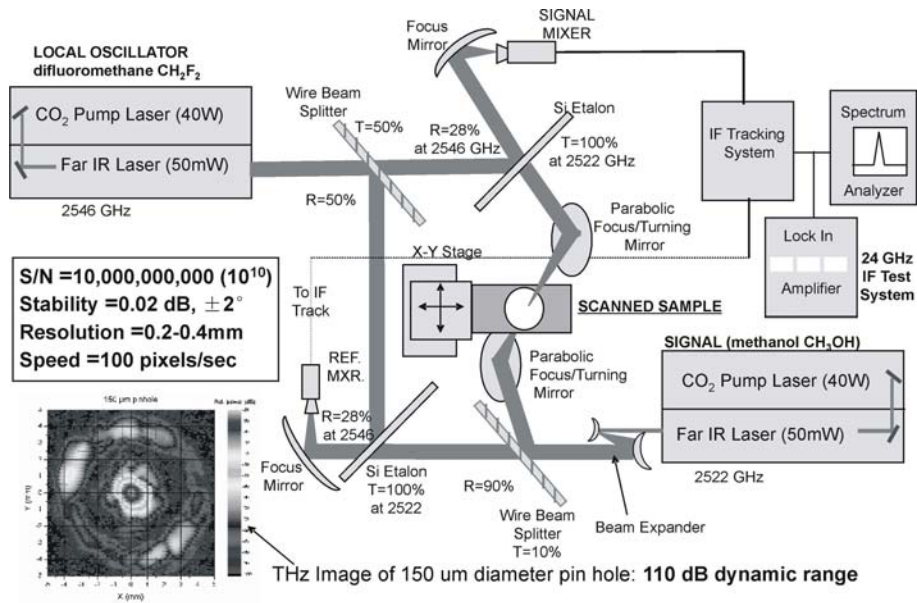 LOCAL OSCILLATOR
difluoromethane CH₂F₂
CO₂ Pump Laser (40W)
Far IR Laser (50mW)
2546 GHz
Wire Beam
Splitter
T=50%
R=50%
Focus
Mirror
SIGNAL
MIXER
R=28%
at 2546 GHz
Si Etalon
T=100%
at 2522 GHz
IF Tracking
System
Spectrum
Analyzer
Lock In
Amplifier
24 GHz
IF Test
System
Parabolic
Focus/Turning
Mirror
X-Y Stage
SCANNED SAMPLE
S/N =10,000,000,000 (10¹⁰)
Stability =0.02 dB, ±2°
Resolution =0.2-0.4mm
Speed =100 pixels/sec
To IF
Track
REF.
MXR.
R=28%
at 2546
Focus
Mirror
Si Etalon
T=100%
at 2522
Parabolic
Focus/Turning
Mirror
R=90%
Wire Beam
Splitter
T=10%
SIGNAL (methanol CH₃OH)
CO₂ Pump Laser (40W)
Far IR Laser (50mW)
2522 GHz
Beam Expander
150 µm pinhole
X (mm)
THz Image of 150 um diameter pin hole: 110 dB dynamic range